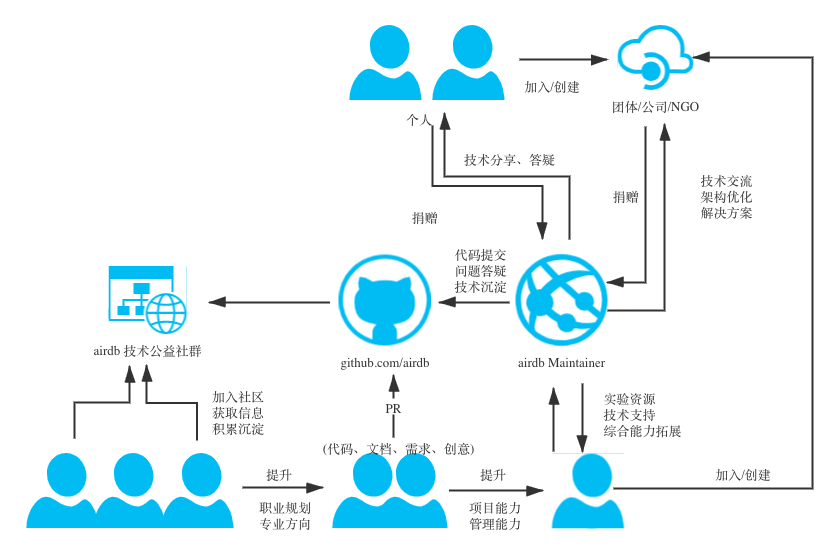 加入/创建
团体/公司/NGO
个人
技术分享、答疑
捐赠
技术交流
架构优化
解决方案
捐赠
代码提交
问题答疑
技术沉淀
airdb 技术公益社群
github.com/airdb
airdb Maintainer
加入社区
获取信息
积累沉淀
PR
(代码、文档、需求、创意)
实验资源
技术支持
综合能力拓展
提升
职业规划
专业方向
提升
项目能力
管理能力
加入/创建